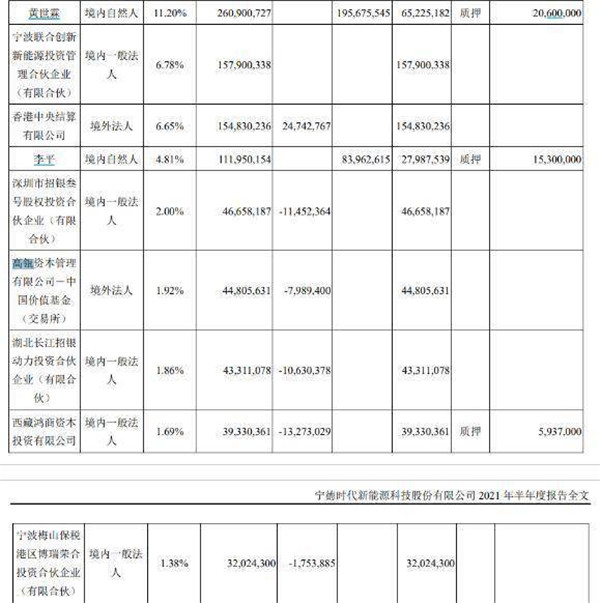 黄世霖 境内自然人 11.20% 260,900,727 195,675,545 65,225,182 质押 20,600,000
宁波联合创新
新能源投资管
理合伙企业
（有限合伙） 境内一般法
人 6.78% 157,900,338 157,900,338
香港中央结算
有限公司 境外法人 6.65% 154,830,236 24,742,767 154,830,236
李平 境内自然人 4.81% 111,950,154 83,962,615 27,987,539 质押 15,300,000
深圳市招银叁
号股权投资合
伙企业（有限
合伙） 境内一般法
人 2.00% 46,658,187 -11,452,364 46,658,187
高瓴资本管理
有限公司－中
国价值基金
（交易所） 境外法人 1.92% 44,805,631 -7,989,400 44,805,631
湖北长江招银
动力投资合伙
企业（有限合
伙） 境内一般法
人 1.86% 43,311,078 -10,630,378 43,311,078
西藏鸿商资本
投资有限公司 境内一般法
人 1.69% 39,330,361 -13,273,029 39,330,361 质押 5,937,000
宁德时代新能源科技股份有限公司 2021 年半年度报告全文
宁波梅山保税
港区博瑞荣合
投资合伙企业
（有限合伙） 境内一般法
人 1.38% 32,024,300 -1,753,885 32,024,300